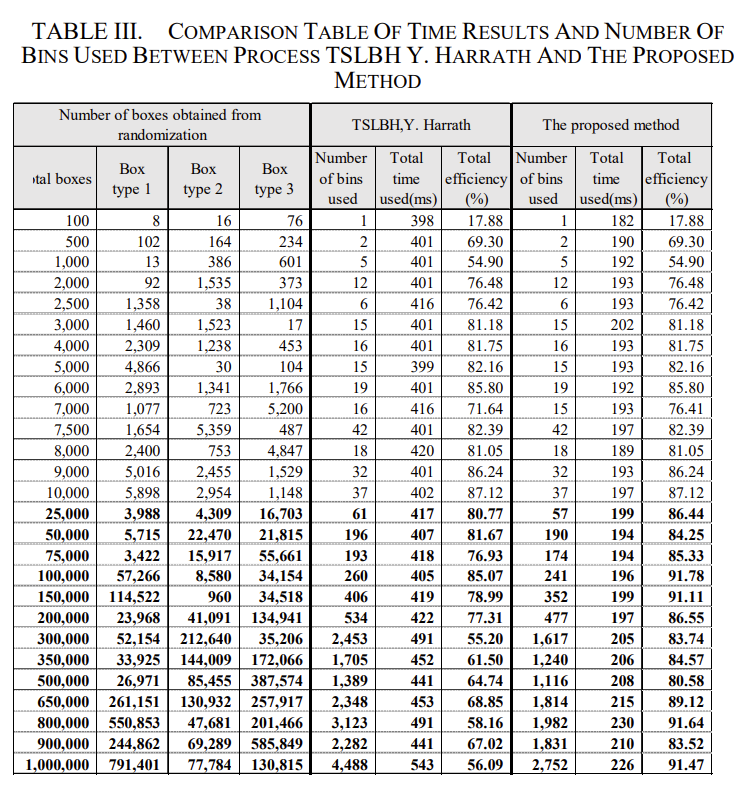 TABLE III. COMPARISON TABLE OF TIME RESULTS AND NUMBER OF
BINS USED BETWEEN PROCESS TSLBH Y. HARRATH AND THE PROPOSED
METHOD
Number of boxes obtained from randomization TSLBH,Y. Harrath The proposed method
tal boxes Box type 1 Box type 2 Box type 3 Number of bins used Total time used(ms) Total efficiency (%) Number of bins used Total time used(ms) Total efficiency (%)
100 8 16 76 1 398 17.88 1 182 17.88
500 102 164 234 2 401 69.30 2 190 69.30
1,000 13 386 601 5 401 54.90 5 192 54.90
2,000 92 1,535 373 12 401 76.48 12 193 76.48
2,500 1,358 38 1,104 6 416 76.42 6 193 76.42
3,000 1,460 1,523 17 15 401 81.18 15 202 81.18
4,000 2,309 1,238 453 16 401 81.75 16 193 81.75
5,000 4,866 30 104 15 399 82.16 15 193 82.16
6,000 2,893 1,341 1,766 19 401 85.80 19 192 85.80
7,000 1,077 723 5,200 16 416 71.64 15 193 76.41
7,500 1,654 5,359 487 42 401 82.39 42 197 82.39
8,000 2,400 753 4,847 18 420 81.05 18 189 81.05
9,000 5,016 2,455 1,529 32 401 86.24 32 193 86.24
10,000 5,898 2,954 1,148 37 402 87.12 37 197 87.12
25,000 3,988 4,309 16,703 61 417 80.77 57 199 86.44
50,000 5,715 22,470 21,815 196 407 81.67 190 194 84.25
75,000 3,422 15,917 55,661 193 418 76.93 174 194 85.33
100,000 57,266 8,580 34,154 260 405 85.07 241 196 91.78
150,000 114,522 960 34,518 406 419 78.99 352 199 91.11
200,000 23,968 41,091 134,941 534 422 77.31 477 197 86.55
300,000 52,154 212,640 35,206 2,453 491 55.20 1,617 205 83.74
350,000 33,925 144,009 172,066 1,705 452 61.50 1,240 206 84.57
500,000 26,971 85,455 387,574 1,389 441 64.74 1,116 208 80.58
650,000 261,151 130,932 257,917 2,348 453 68.85 1,814 215 89.12
800,000 550,853 47,681 201,466 3,123 491 58.16 1,982 230 91.64
900,000 244,862 69,289 585,849 2,282 441 67.02 1,831 210 83.52
1,000,000 791,401 77,784 130,815 4,488 543 56.09 2,752 226 91.47